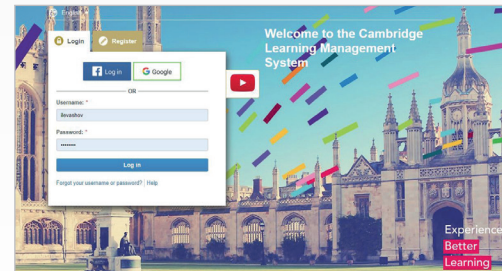 English
Login
Register
Log in
Google
OR
Username: *
Password: *
Log in
Forgot your username or password? | Help
Welcome to the Cambridge
Learning Management
System
Experience
Better
Learning